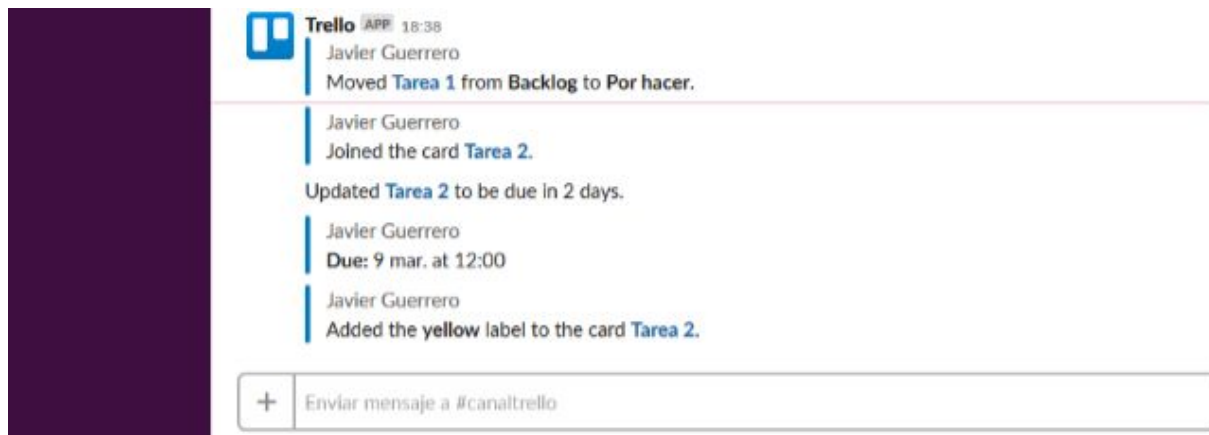 Trello APP 18:38
Javier Guerrero
Moved Tarea 1 from Backlog to Por hacer.
Javier Guerrero
Joined the card Tarea 2.
Updated Tarea 2 to be due in 2 days.
Javier Guerrero
Due: 9 mar. at 12:00
Javier Guerrero
Added the yellow label to the card Tarea 2.
+ Enviar mensaje a #canaltrello